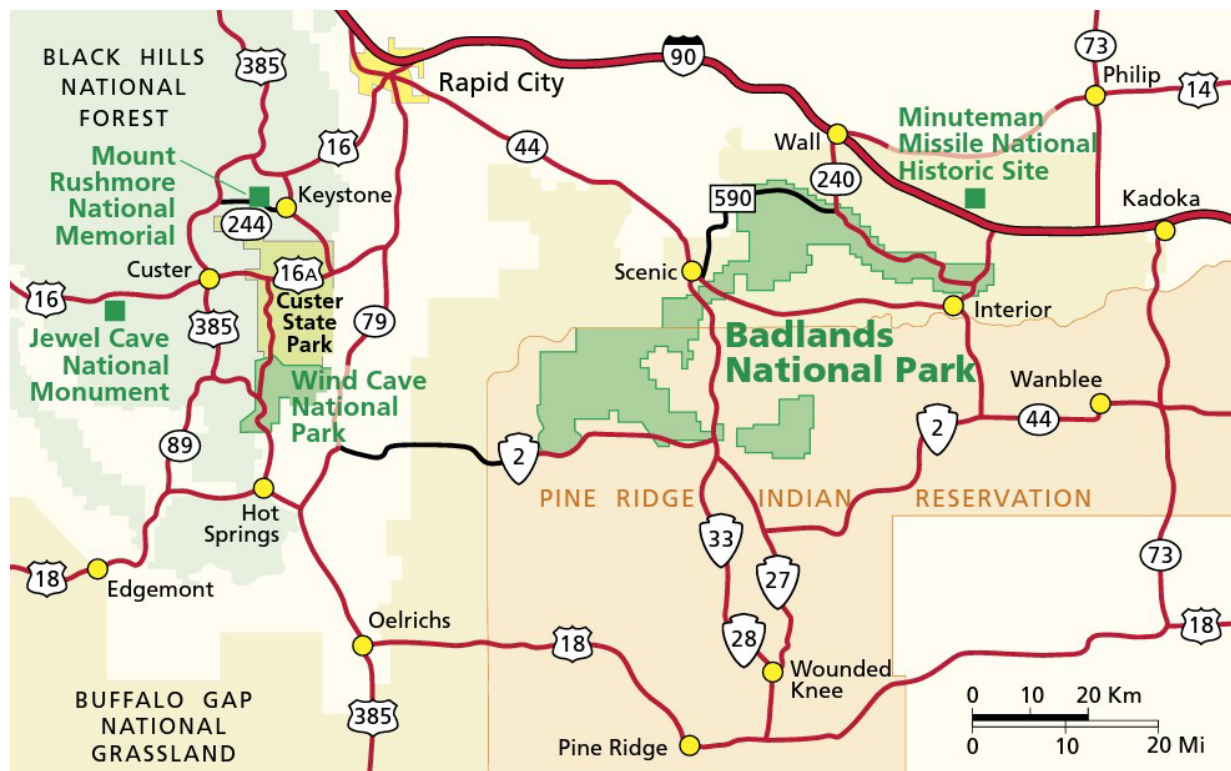 BLACK HILLS
NATIONAL
FOREST
385
Rapid City
90
73
Philip
14
Mount
Rushmore
National
Memorial
16
44
Wall
Minuteman
Missile National
Historic Site
240
590
Keystone
244
Kadoka
Custer
16A
Scenic
Interior
16
385
Custer
State
Park
79
Jewel Cave
National
Monument
Wind Cave
National
Park
Badlands
National Park
Wanblee
89
2
2
44
Hot
Springs
PINE RIDGE INDIAN RESERVATION
33
27
73
18
Edgemont
Oelrichs
18
28
18
Wounded
Knee
BUFFALO GAP
NATIONAL
GRASSLAND
385
Pine Ridge
0 10 20 Km
0 10 20 Mi